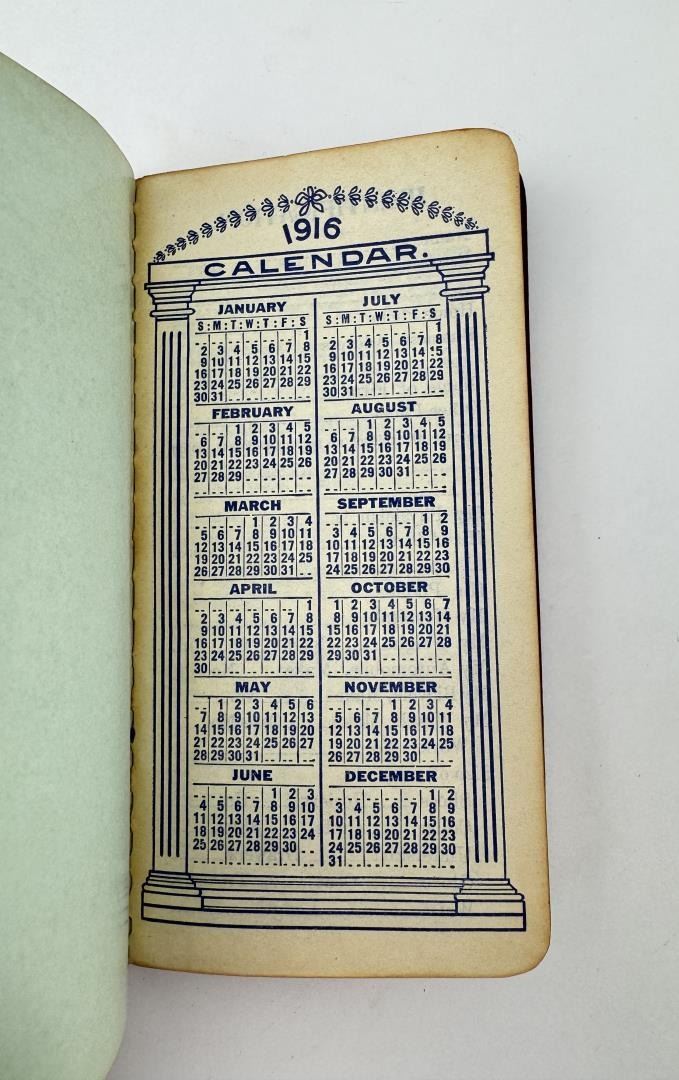 1916
CALENDAR.
JANUARY
S:M:T:W:T:F:S
1
2 3 4 5 6 7 8
9 10 11 12 13 14 15
16 17 18 19 20 21 22
23 24 25 26 27 28 29
30 31
FEBRUARY
1 2 3 4 5
6 7 8 9 10 11 12
13 14 15 16 17 18 19
20 21 22 23 24 25 26
27 28 29
MARCH
1 2 3 4
5 6 7 8 9 10 11
12 13 14 15 16 17 18
19 20 21 22 23 24 25
26 27 28 29 30 31
APRIL
1
2 3 4 5 6 7 8
9 10 11 12 13 14 15
16 17 18 19 20 21 22
23 24 25 26 27 28 29
30
MAY
1 2 3 4 5 6
7 8 9 10 11 12 13
14 15 16 17 18 19 20
21 22 23 24 25 26 27
28 29 30 31
JUNE
1 2 3
4 5 6 7 8 9 10
11 12 13 14 15 16 17
18 19 20 21 22 23 24
25 26 27 28 29 30
JULY
S:M:T:W:T:F:S
1
2 3 4 5 6 7 8
9 10 11 12 13 14 15
16 17 18 19 20 21 22
23 24 25 26 27 28 29
30 31
AUGUST
1 2 3 4 5
6 7 8 9 10 11 12
13 14 15 16 17 18 19
20 21 22 23 24 25 26
27 28 29 30 31
SEPTEMBER
1 2
3 4 5 6 7 8 9
10 11 12 13 14 15 16
17 18 19 20 21 22 23
24 25 26 27 28 29 30
OCTOBER
1 2 3 4 5 6 7
8 9 10 11 12 13 14
15 16 17 18 19 20 21
22 23 24 25 26 27 28
29 30 31
NOVEMBER
1 2 3 4
5 6 7 8 9 10 11
12 13 14 15 16 17 18
19 20 21 22 23 24 25
26 27 28 29 30
DECEMBER
1 2
3 4 5 6 7 8 9
10 11 12 13 14 15 16
17 18 19 20 21 22 23
24 25 26 27 28 29 30
31